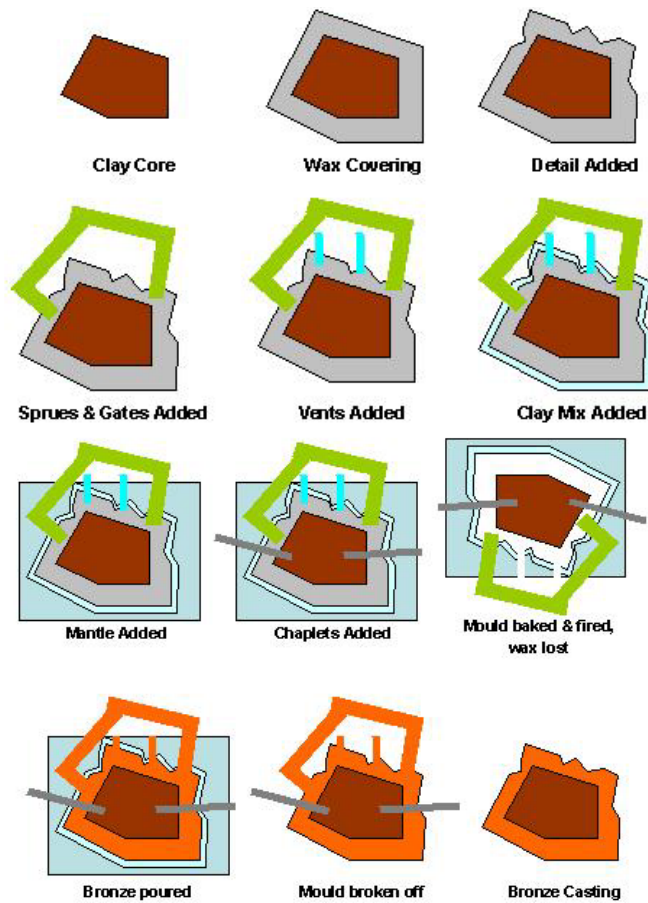 Clay Core
Wax Covering
Detail Added
Sprues & Gates Added
Vents Added
Clay Mix Added
Mantle Added
Chaplets Added
Mould baked & fired,
wax lost
Bronze poured
Mould broken off
Bronze Casting